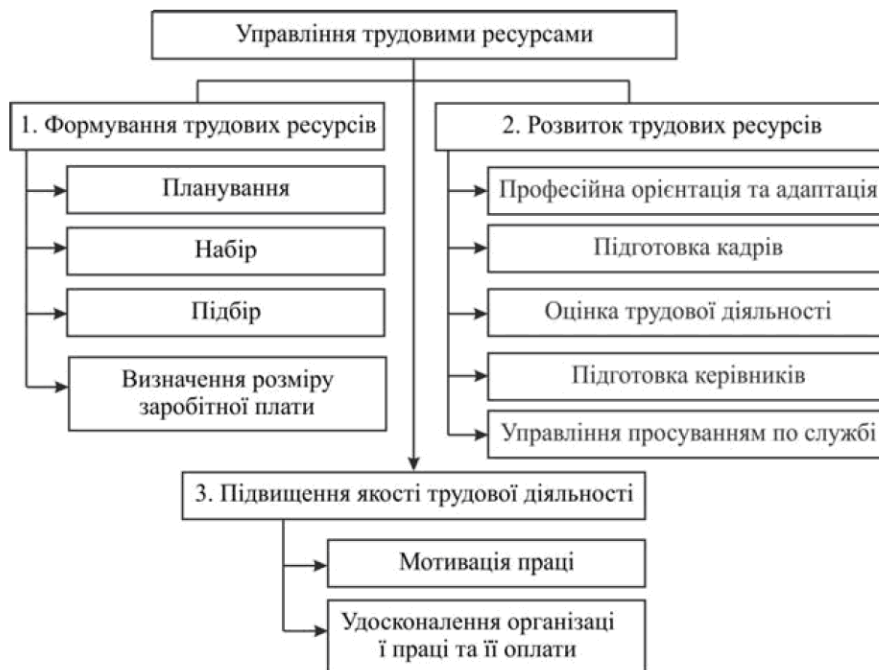 Управління трудовими ресурсами
1. Формування трудових ресурсів
Планування
Набір
Підбір
Визначення розміру
заробітної плати
2. Розвиток трудових ресурсів
Професійна орієнтація та адаптація
Підготовка кадрів
Оцінка трудової діяльності
Підготовка керівників
Управління просуванням по службі
3. Підвищення якості трудової діяльності
Мотивація праці
Удосконалення організаці
ї праці та її оплати